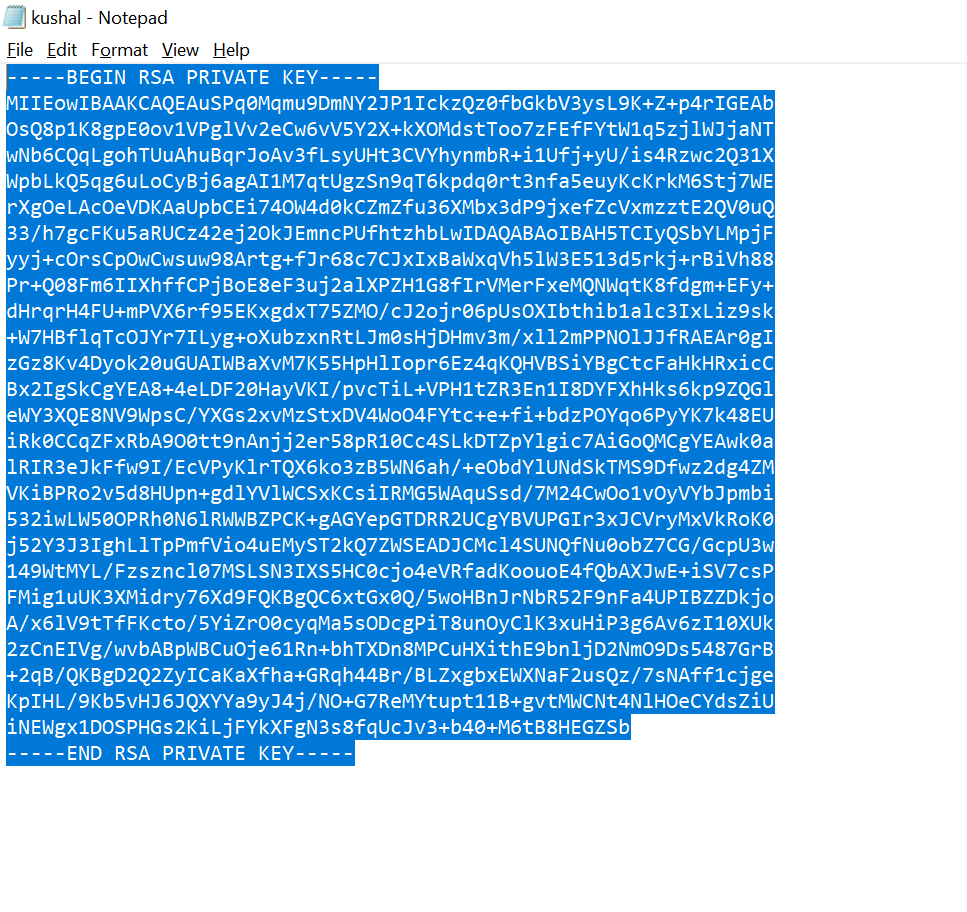 kushal - Notepad
File Edit Format View Help
-----BEGIN RSA PRIVATE KEY-----
MIIEowIBAAKCAQEAuSPq0Mqmu9DmNY2JP1IckzQz0fbGkbV3ysL9K+Z+p4rIGEAb
OsQ8p1K8gpE0ov1VPglVv2eCw6vV5Y2X+kXOMdstToo7zFEfFYtW1q5zjlWJjaNT
wNb6CQqLgohTUuAhuBqrJoAv3fLsyUHt3CVYhynmbR+i1Ufj+yU/is4Rzwc2Q31X
WpbLkQ5qg6uLoCyBj6agAI1M7qtUgzSn9qT6kpdq0rt3nfa5euyKcKrkM6Stj7WE
rXgOeLAcOeVDKAaUpbCEi74OW4d0kCZmZfu36XMbx3dP9jxefZcVxmzztE2QV0uQ
33/h7gcFKu5aRUCz42ej2OkJEmncPUfhtzhbLwIDAQABAoIBAH5TCIyQSbYLMpjF
yyj+cOrsCpOwCwsuw98Artg+fJr68c7CJxIxBaWxqVh5lW3E513d5rkj+rBiVh88
Pr+Q08Fm6IIXhffCPjBoE8eF3uj2alXPZH1G8fIrVMerFxeMQNWqtK8fdgm+EFy+
dHrqrH4FU+mPVX6rf95EKxgdxT75ZMO/cJ2ojr06pUsOXIbthib1alc3IxLiz9sk
+W7HBflqTcOJYr7ILyg+oXubzxnRtLJm0sHjDHmv3m/xll2mPPNOlJJfRAEAr0gI
zGz8Kv4Dyok20uGUAIWBaXvM7K55HpHlIopr6Ez4qKQHVBSiYBgCtcFaHkHRxicC
Bx2IgSkCgYEA8+4eLDF20HayVKI/pvcTiL+VPH1tZR3En1I8DYFXhHks6kp9ZQGl
eWY3XQE8NV9WpsC/YXGs2xvMzStxDV4WoO4FYtc+e+fi+bdzPOYqo6PyYK7k48EU
iRk0CCqZFxRbA9O0tt9nAnjj2er58pR10Cc4SLkDTZpYlgic7AiGoQMCgYEAwk0a
lRIR3eJkFfw9I/EcVPyKlrTQX6ko3zB5WN6ah/+eObdYlUNdSkTMS9Dfwz2dg4ZM
VKiBPRo2v5d8HUpn+gdlYVlWCSxKCsiIRMG5WAquSsd/7M24CwOo1vOyVYbJpmbi
532iwLW50OPRh0N6lRWWBZPCK+gAGYepGTDRR2UCgYBVUPGIr3xJCVryMxVkRoK0
j52Y3J3IghLlTpPmfVio4uEMyST2kQ7ZWSEADJCMcl4SUNQfNu0obZ7CG/GcpU3w
149WtMYL/Fzszncl07MSLSN3IXS5HC0cjo4eVRfadKoouoE4fQbAXJwE+iSV7csP
FMig1uUK3XMidry76Xd9FQKBgQC6xtGx0Q/5woHBnJrNbR52F9nFa4UPIBZZDkjo
A/x6lV9tTfFKcto/5YiZrO0cyqMa5sODcgPiT8unOyClK3xuHiP3g6Av6zI10XUk
2zCnEIVg/wvbABpWBCuOje61Rn+bhTXDn8MPCuHXithE9bnljD2NmO9Ds5487GrB
+2qB/QKBgD2Q2ZyICaKaXfha+GRqh44Br/BLZxgbxEWXNaF2usQz/7sNAff1cjge
KpIHL/9Kb5vHJ6JQXYYa9yJ4j/NO+G7ReMYtupt11B+gvtMWCNt4NlHOeCYdsZiU
iNEWgx1DOSPHGs2KiLjFYkXFgN3s8fqUcJv3+b40+M6tB8HEGZSb
-----END RSA PRIVATE KEY-----